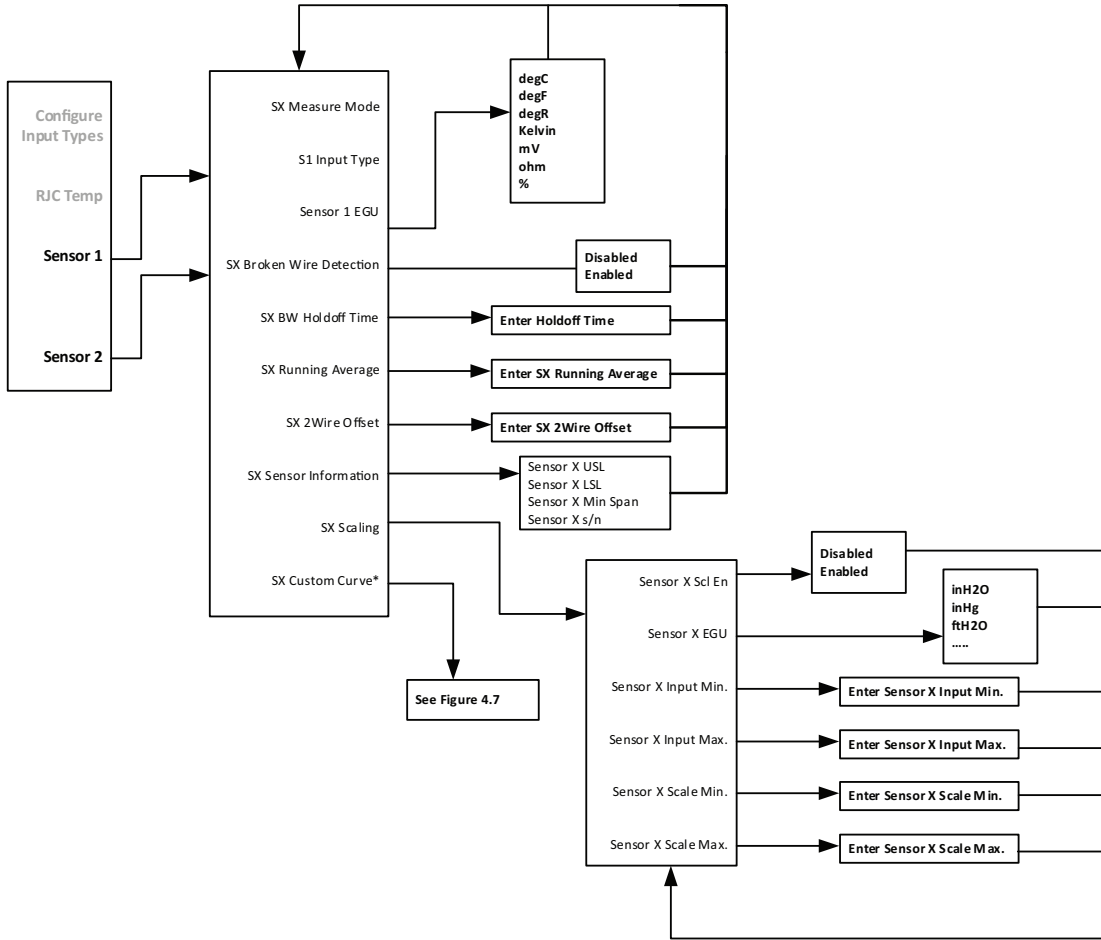 Configure
Input Types
RJC Temp
Sensor 1
Sensor 2
SX Measure Mode
S1 Input Type
Sensor 1 EGU
SX Broken Wire Detection
SX BW Holdoff Time
SX Running Average
SX 2Wire Offset
SX Sensor Information
SX Scaling
SX Custom Curve*
degC
degF
degR
Kelvin
mV
ohm
%
Disabled
Enabled
Enter Holdoff Time
Enter SX Running Average
Enter SX 2Wire Offset
Sensor X USL
Sensor X LSL
Sensor X Min Span
Sensor X s/n
See Figure 4.7
Sensor X Scl En
Sensor X EGU
Sensor X Input Min.
Sensor X Input Max.
Sensor X Scale Min.
Sensor X Scale Max.
Disabled
Enabled
inH2O
inHg
ftH2O
.....
Enter Sensor X Input Min.
Enter Sensor X Input Max.
Enter Sensor X Scale Min.
Enter Sensor X Scale Max.